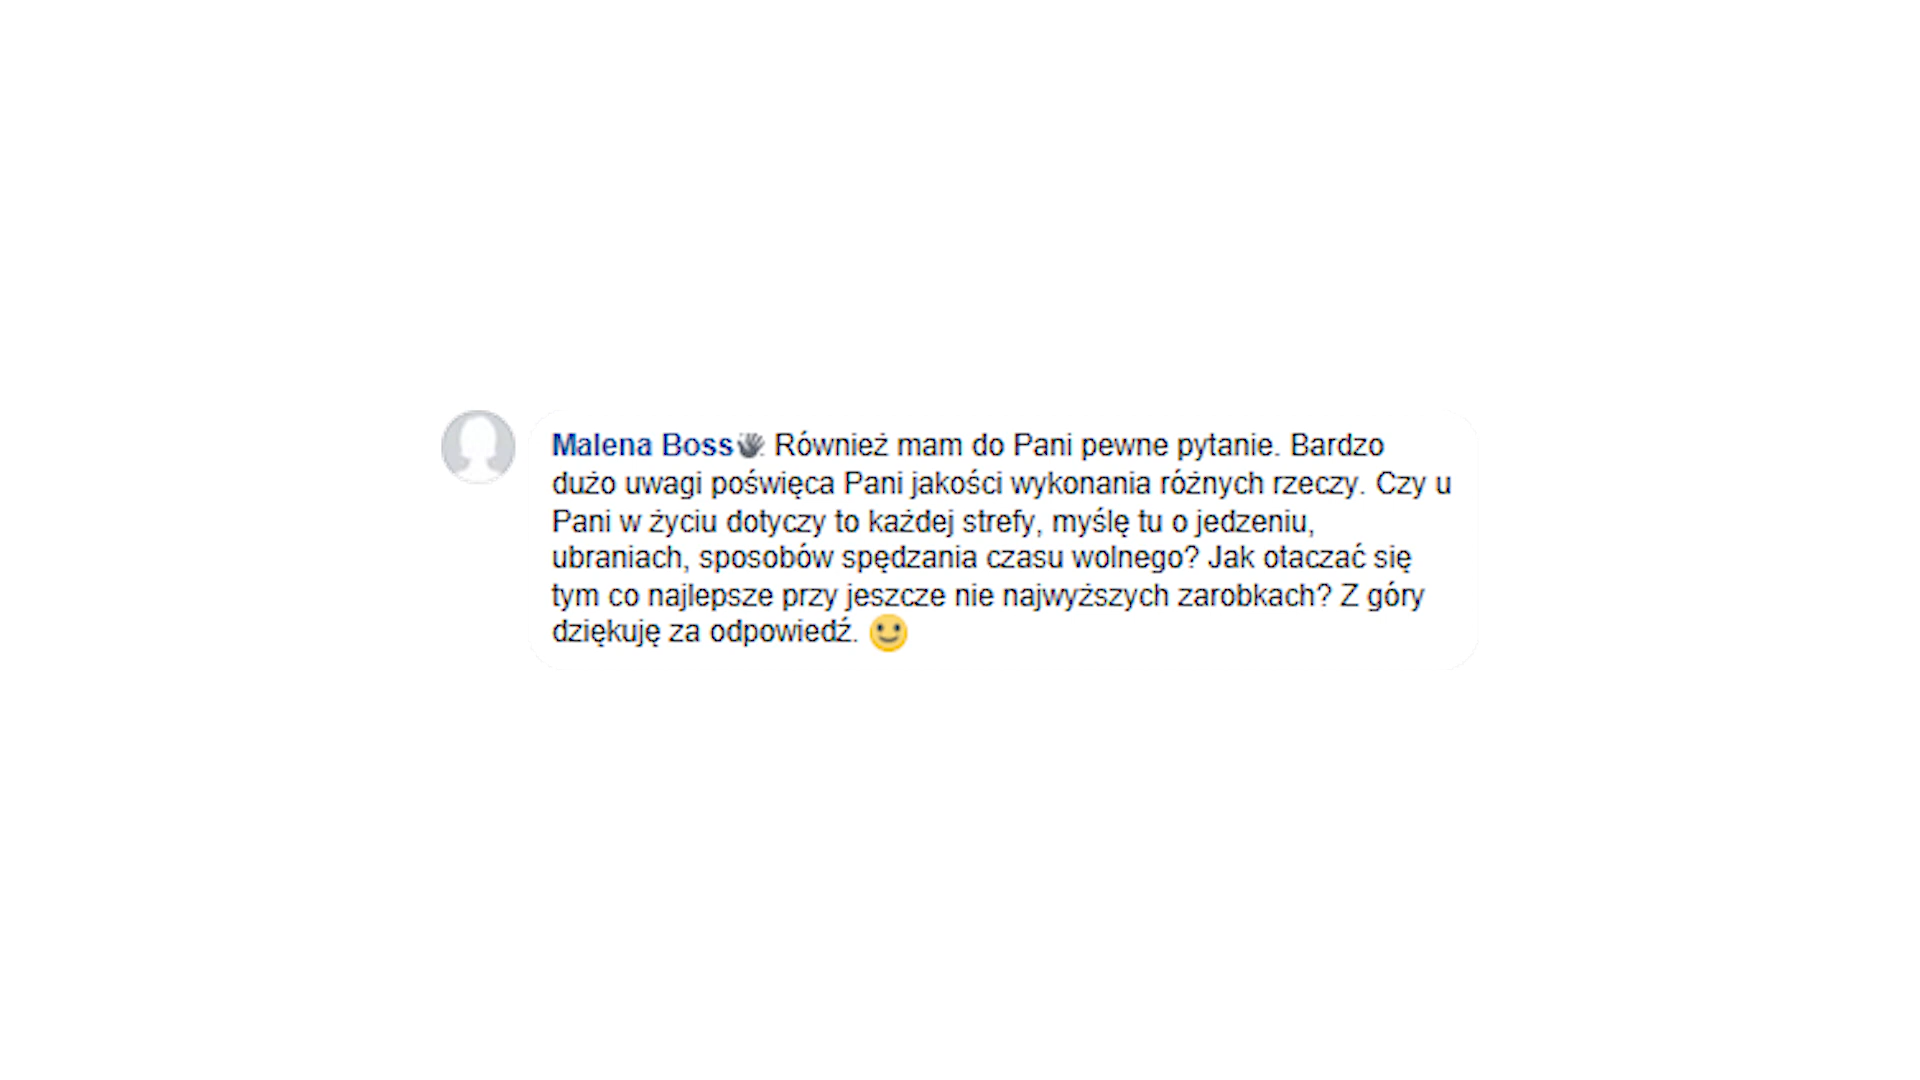 Malena Boss👋 Również mam do Pani pewne pytanie. Bardzo
dużo uwagi poświęca Pani jakości wykonania różnych rzeczy. Czy u
Pani w życiu dotyczy to każdej strefy, myślę tu o jedzeniu,
ubraniach, sposobów spędzania czasu wolnego? Jak otaczać się
tym co najlepsze przy jeszcze nie najwyższych zarobkach? Z góry
dziękuję za odpowiedź. 🙂